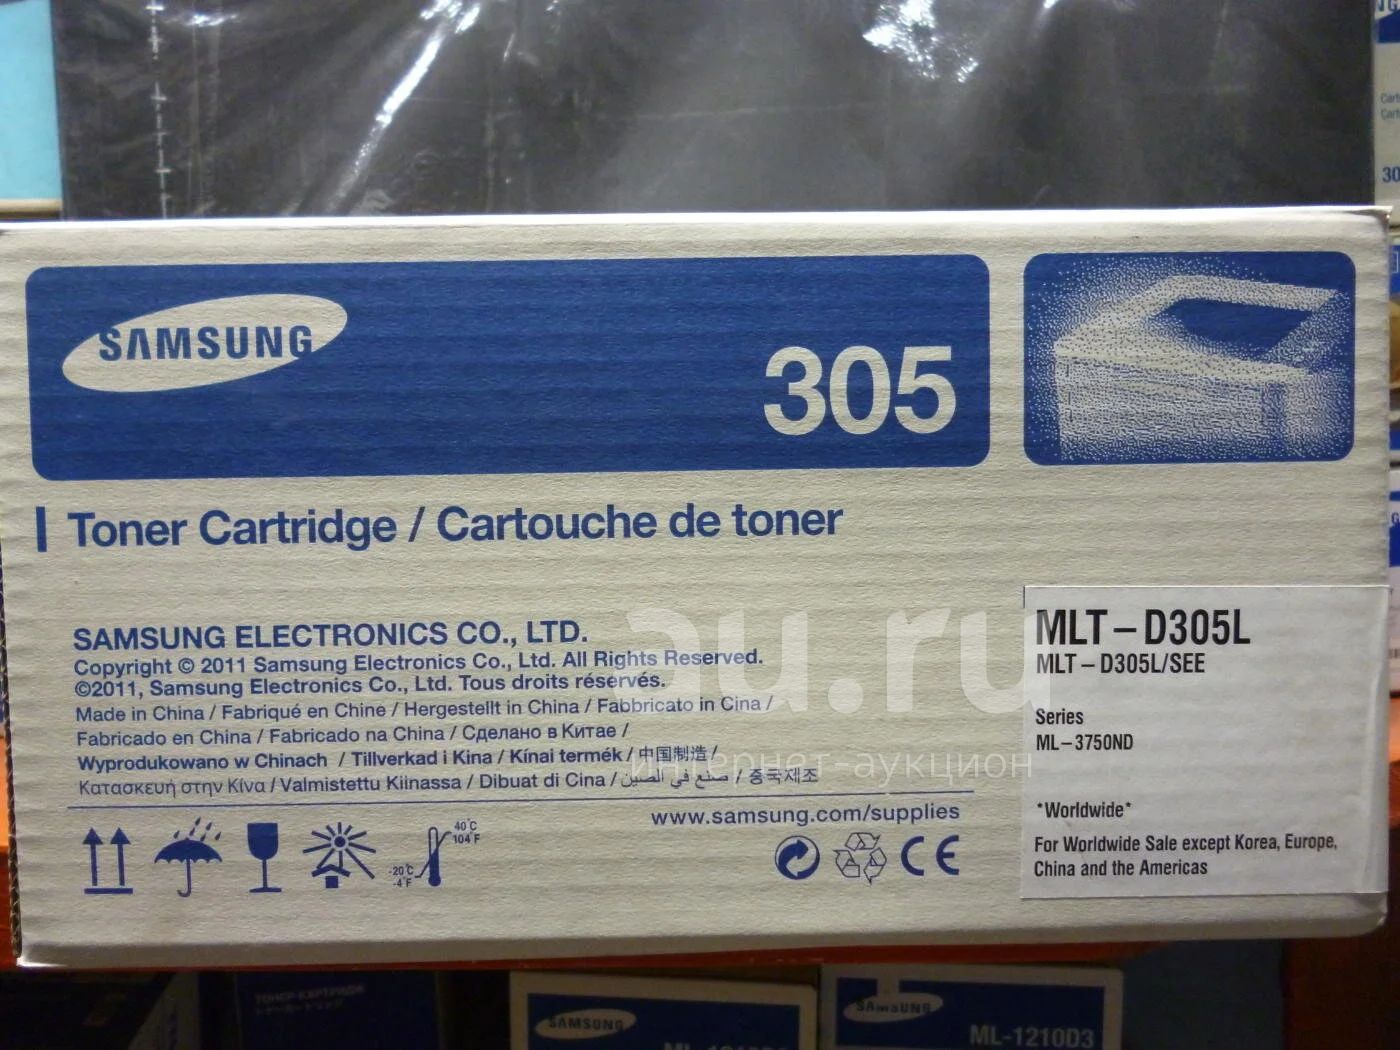 SAMSUNG
305
Toner Cartridge / Cartouche de toner
SAMSUNG ELECTRONICS CO., LTD.
Copyright © 2011 Samsung Electronics Co., Ltd. All Rights Reserved.
©2011, Samsung Electronics Co., Ltd. Tous droits réservés.
Made in China / Fabriqué en Chine / Hergestellt in China / Fabbricato in Cina /
Fabricado en China / Fabricado na China / Сделано в Китае /
Wyprodukowano w Chinach / Tillverkad i Kina / Kínai termék / 中国制造 /
Κατασκευή στην Κίνα / Valmistettu Kiinassa / Dibuat di Cina / صنع في الصين / 중국제조
www.samsung.com/supplies
40°C
104°F
-20°C
-4°F
CE
MLT-D305L
MLT-D305L/SEE
Series
ML-3750ND
*Worldwide*
For Worldwide Sale except Korea, Europe,
China and the Americas
au.ru
интернет-аукцион
30
ТОНЕР КАРТРИДЖ
SAMSUNG
SAMSUNG
ML-1210D3